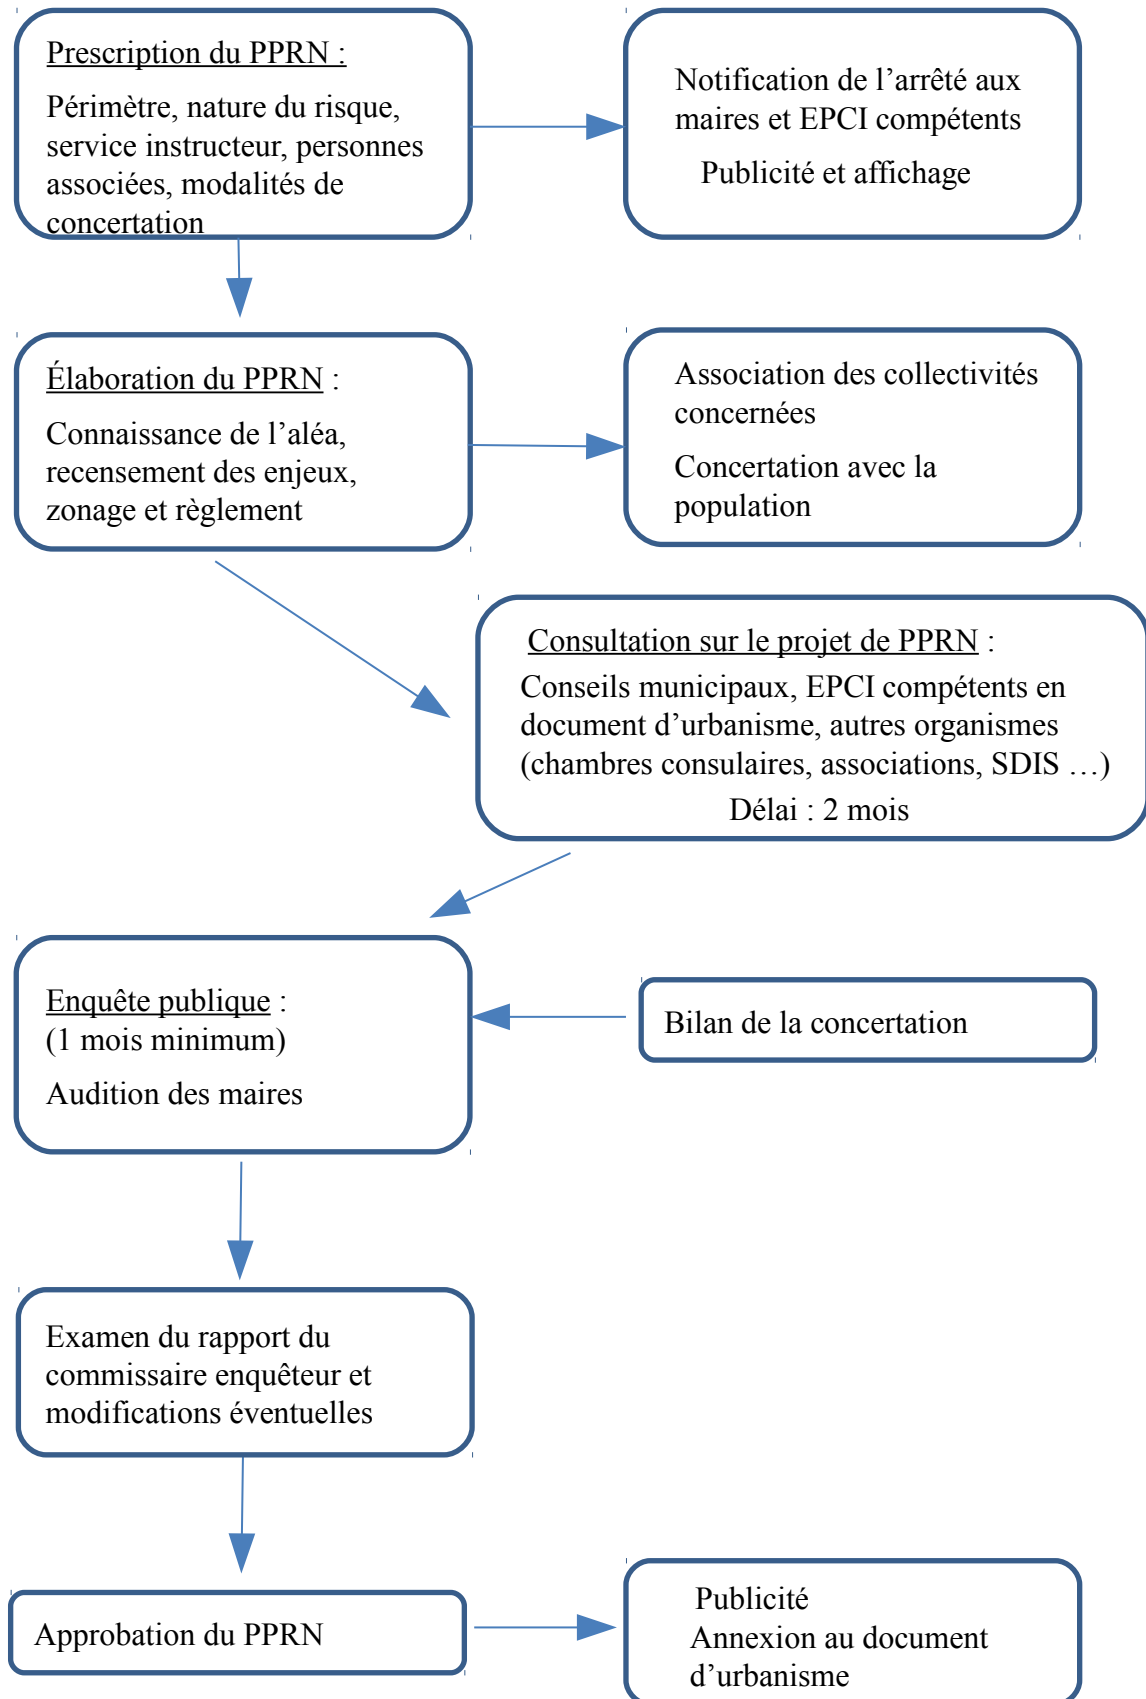 Prescription du PPRN :
Périmètre, nature du risque,
service instructeur, personnes
associées, modalités de
concertation
Notification de l’arrêté aux
maires et EPCI compétents
Publicité et affichage
Élaboration du PPRN :
Connaissance de l’aléa,
recensement des enjeux,
zonage et règlement
Association des collectivités
concernées
Concertation avec la
population
Consultation sur le projet de PPRN :
Conseils municipaux, EPCI compétents en
document d’urbanisme, autres organismes
(chambres consulaires, associations, SDIS …)
Délai : 2 mois
Enquête publique :
(1 mois minimum)
Audition des maires
Bilan de la concertation
Examen du rapport du
commissaire enquêteur et
modifications éventuelles
Approbation du PPRN
Publicité
Annexion au document
d’urbanisme